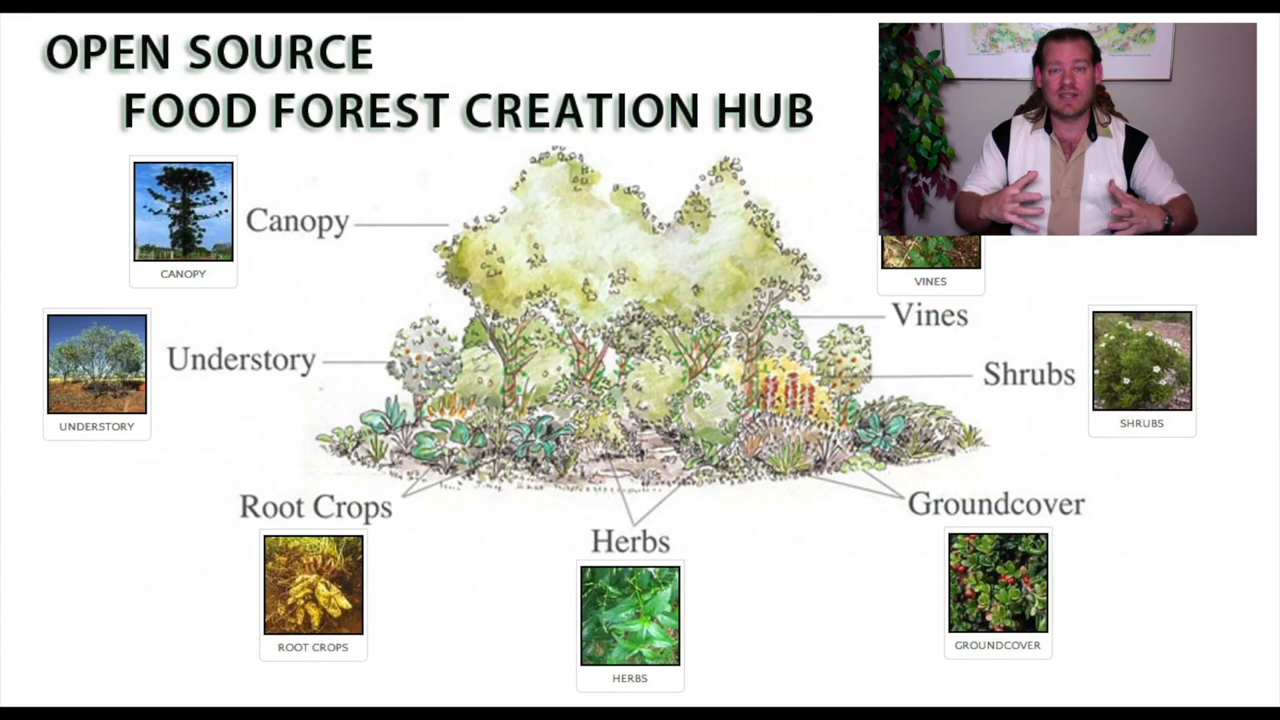 OPEN SOURCE
FOOD FOREST CREATION HUB
CANOPY
Canopy
VINES
Vines
UNDERSTORY
Understory
Shrubs
SHRUBS
Root Crops
ROOT CROPS
Herbs
HERBS
Groundcover
GROUNDCOVER